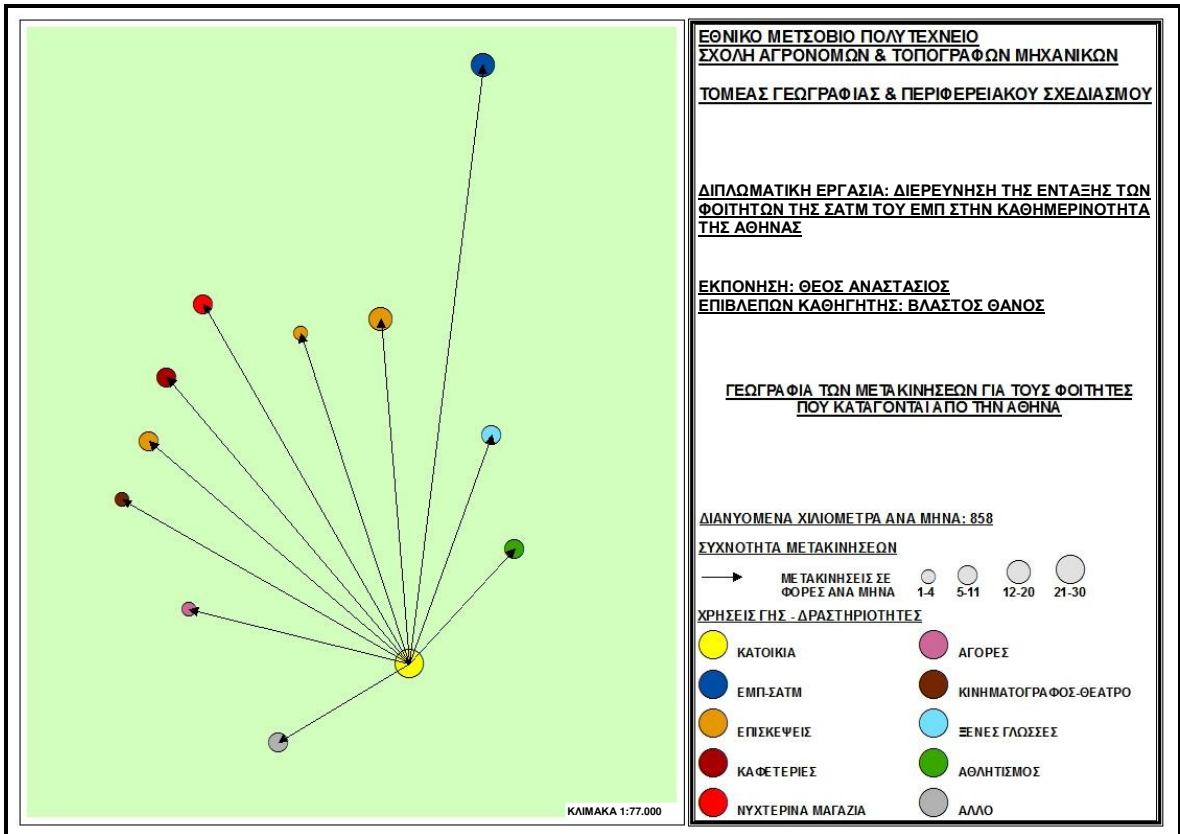 ΕΘΝΙΚΟ ΜΕΤΣΟΒΙΟ ΠΟΛΥΤΕΧΝΕΙΟ
ΣΧΟΛΗ ΑΓΡΟΝΟΜΩΝ & ΤΟΠΟΓΡΑΦΩΝ ΜΗΧΑΝΙΚΩΝ
ΤΟΜΕΑΣ ΓΕΩΓΡΑΦΙΑΣ & ΠΕΡΙΦΕΡΕΙΑΚΟΥ ΣΧΕΔΙΑΣΜΟΥ
ΔΙΠΛΩΜΑΤΙΚΗ ΕΡΓΑΣΙΑ: ΔΙΕΡΕΥΝΗΣΗ ΤΗΣ ΕΝΤΑΞΗΣ ΤΩΝ
ΦΟΙΤΗΤΩΝ ΤΗΣ ΣΑΤΜ ΤΟΥ ΕΜΠ ΣΤΗΝ ΚΑΘΗΜΕΡΙΝΟΤΗΤΑ
ΤΗΣ ΑΘΗΝΑΣ
ΕΚΠΟΝΗΣΗ: ΘΕΟΣ ΑΝΑΣΤΑΣΙΟΣ
ΕΠΙΒΛΕΠΩΝ ΚΑΘΗΓΗΤΗΣ: ΒΛΑΣΤΟΣ ΘΑΝΟΣ
ΓΕΩΓΡΑΦΙΑ ΤΩΝ ΜΕΤΑΚΙΝΗΣΕΩΝ ΓΙΑ ΤΟΥΣ ΦΟΙΤΗΤΕΣ
ΠΟΥ ΚΑΤΑΓΟΝΤΑΙ ΑΠΟ ΤΗΝ ΑΘΗΝΑ
ΔΙΑΝΥΟΜΕΝΑ ΧΙΛΙΟΜΕΤΡΑ ΑΝΑ ΜΗΝΑ: 858
ΣΥΧΝΟΤΗΤΑ ΜΕΤΑΚΙΝΗΣΕΩΝ
ΜΕΤΑΚΙΝΗΣΕΙΣ ΣΕ
ΦΟΡΕΣ ΑΝΑ ΜΗΝΑ 1-4 5-11 12-20 21-30
ΧΡΗΣΕΙΣ ΓΗΣ - ΔΡΑΣΤΗΡΙΟΤΗΤΕΣ
ΚΑΤΟΙΚΙΑ ΑΓΟΡΕΣ
ΕΜΠ-ΣΑΤΜ ΚΙΝΗΜΑΤΟΓΡΑΦΟΣ-ΘΕΑΤΡΟ
ΕΠΙΣΚΕΨΕΙΣ ΞΕΝΕΣ ΓΛΩΣΣΕΣ
ΚΑΦΕΤΕΡΙΕΣ ΑΘΛΗΤΙΣΜΟΣ
ΝΥΧΤΕΡΙΝΑ ΜΑΓΑΖΙΑ ΑΛΛΟ
ΚΛΙΜΑΚΑ 1:77.000